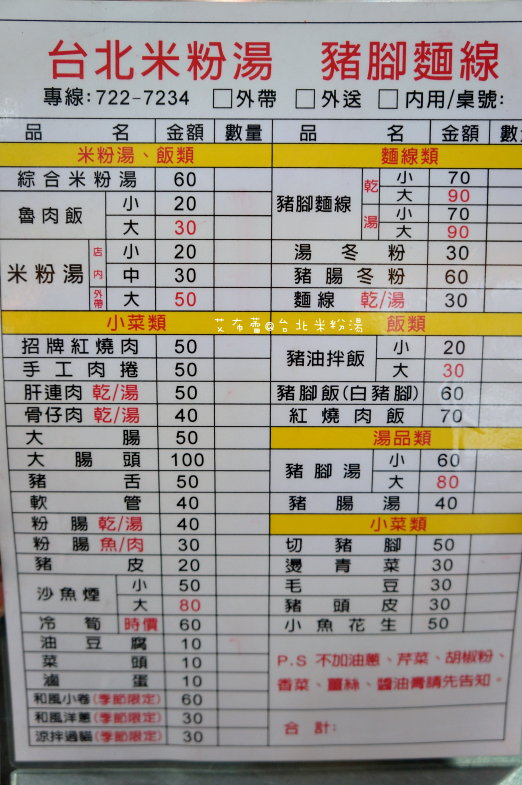 台北米粉湯 豬腳麵線
專線:722-7234 □外帶 □外送 □內用/桌號:
品名 金額 數量
米粉湯、飯類
綜合米粉湯 60
魯肉飯 小 20
大 30
米粉湯 店內 小 20
中 30
外帶 大 50
小菜類
招牌紅燒肉 50
手工肉捲 50
肝連肉 乾/湯 50
骨仔肉 乾/湯 40
大腸 50
大腸頭 100
豬舌 50
軟管 40
粉腸 乾/湯 40
粉腸 魚/肉 30
豬皮 20
沙魚煙 小 50
大 80
冷筍 時價 60
油豆腐 10
菜頭 10
滷蛋 10
和風小卷(季節限定) 60
和風洋蔥(季節限定) 30
涼拌過貓(季節限定) 30
品名 金額
麵線類
豬腳麵線 乾 小 70
大 90
湯 小 70
大 90
湯冬粉 30
豬腸冬粉 60
麵線 乾/湯 30
艾布蕾@台北米粉湯
飯類
豬油拌飯 小 20
大 30
豬腳飯(白豬腳) 60
紅燒肉飯 70
湯品類
豬腳湯 小 60
大 80
豬腸湯 40
小菜類
切豬腳 50
燙青菜 30
毛豆 30
豬頭皮 30
小魚花生 50
P.S 不加油蔥、芹菜、胡椒粉、
香菜、薑絲、醬油膏請先告知。
合計: